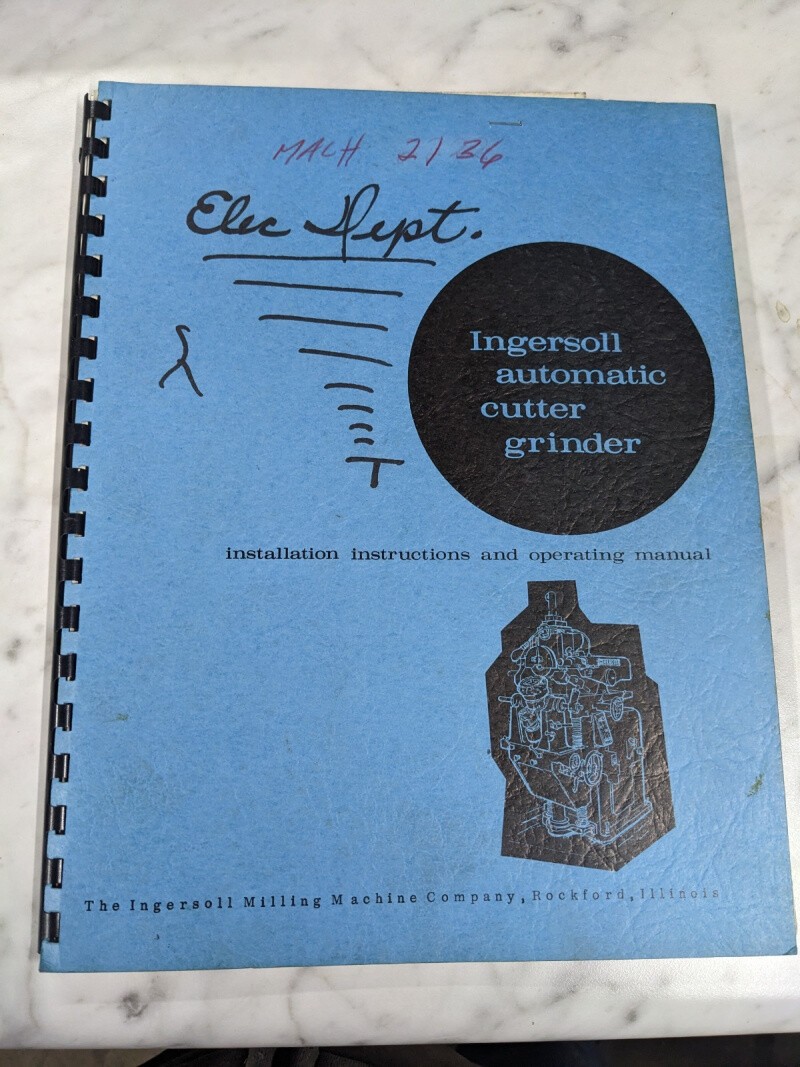 MACH 2136
Elec Dept.
λ
Ingersoll
automatic
cutter
grinder
installation instructions and operating manual
The Ingersoll Milling Machine Company, Rockford, Illinois